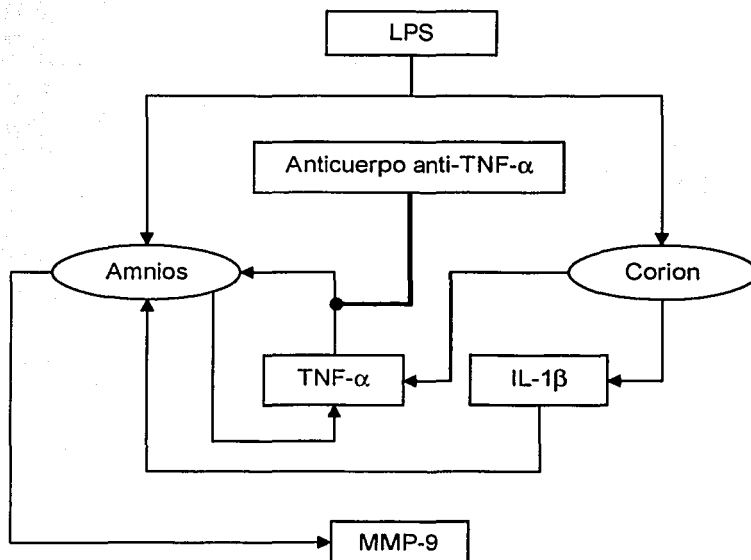 LPS
Anticuerpo anti-TNF-α
Amnios
Corion
TNF-α
IL-1β
MMP-9